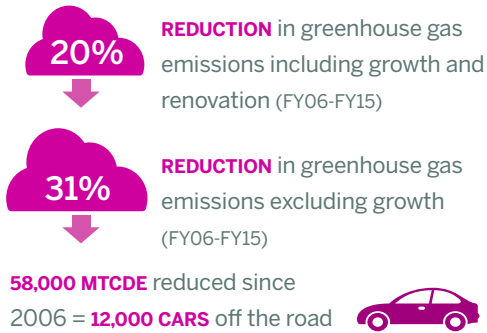 20%
REDUCTION in greenhouse gas
emissions including growth and
renovation (FY06-FY15)
31%
REDUCTION in greenhouse gas
emissions excluding growth
(FY06-FY15)
58,000 MTCDE reduced since
2006 = 12,000 CARS off the road